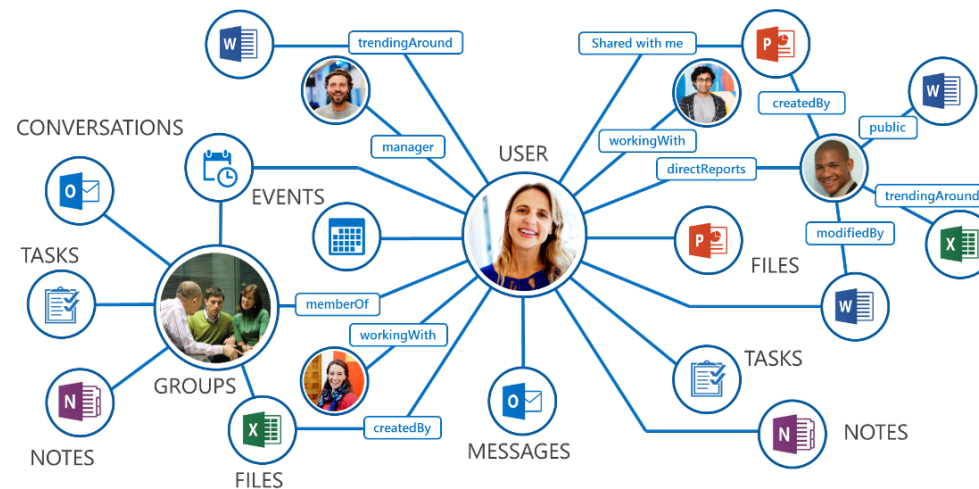 W
trendingAround
Shared with me
P
W
createdBy
CONVERSATIONS
manager
USER
workingWith
public
O
EVENTS
directReports
trendingAround
TASKS
P
FILES
modifiedBy
X
memberOf
W
workingWith
GROUPS
TASKS
N
O
X
createdBy
N
NOTES
NOTES
MESSAGES
FILES